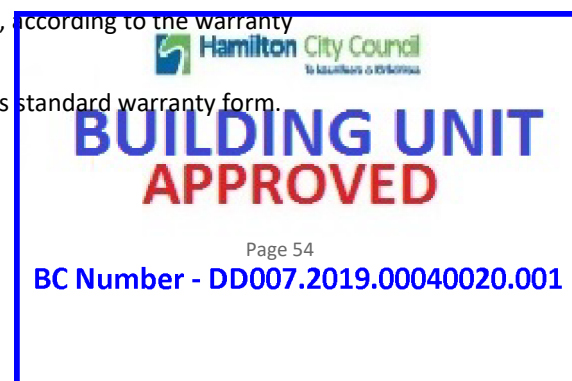 , according to the warranty
Hamilton City Council
s standard warranty form.
BUILDING UNIT
APPROVED
Page 54
BC Number - DD007.2019.00040020.001